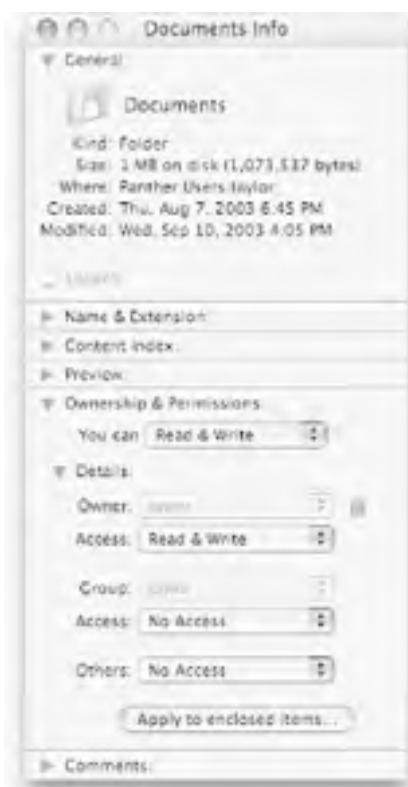 Documents Info
General
Documents
Kind: Folder
Size: 1 MB on disk (1,073,537 bytes)
Where: Panther Users taylor
Created: Thu, Aug 7, 2003 6:45 PM
Modified: Wed, Sep 10, 2003 4:05 PM
Locked
Name & Extension
Content index
Preview
Ownership & Permissions
You can Read & Write
Details
Owner:
Access: Read & Write
Group:
Access: No Access
Others: No Access
Apply to enclosed items...
Comments: